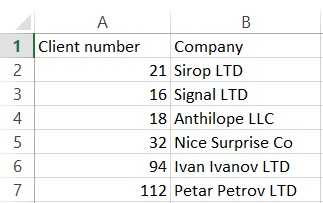 A B
1 Client number Company
2 21 Sirop LTD
3 16 Signal LTD
4 18 Anthilope LLC
5 32 Nice Surprise Co
6 94 Ivan Ivanov LTD
7 112 Petar Petrov LTD